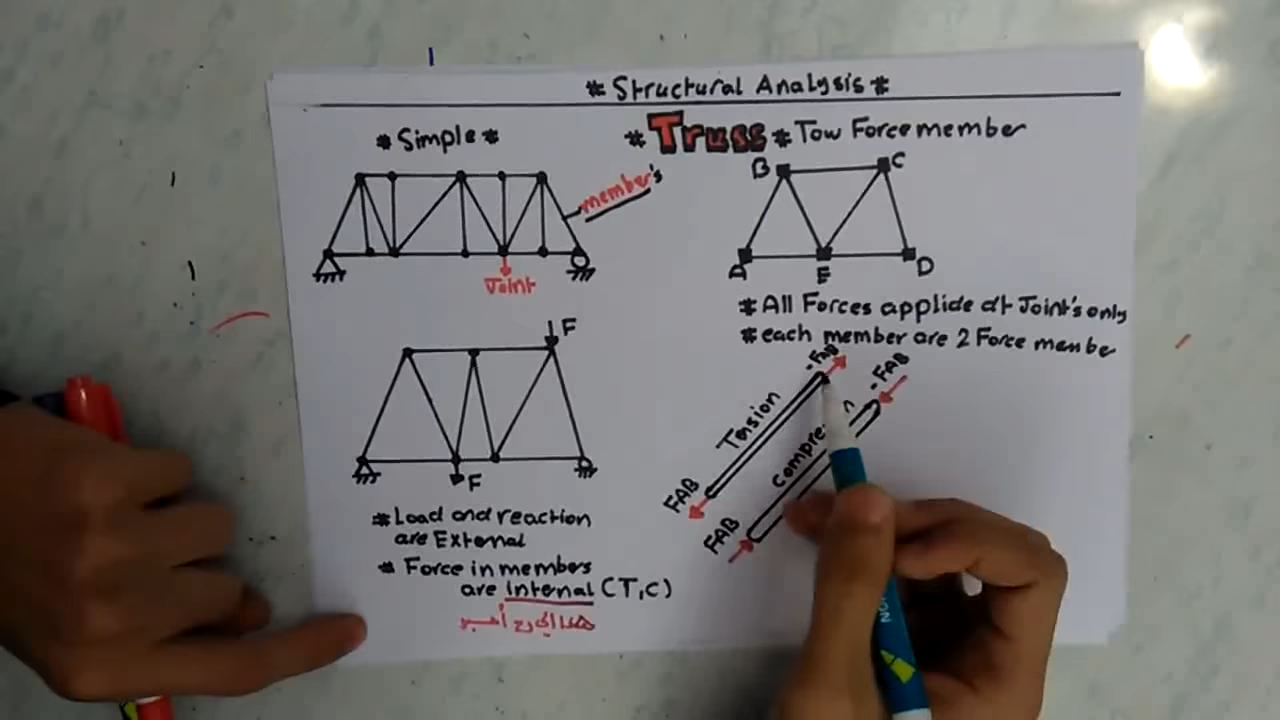 * Structural Analysis *
* Simple *
* Truss * Tow Force member
member's
Joint
B
C
A
E
D
* All Forces applide at Joint's only
* each member are 2 Force membe
F
F
- FAB
Tension
FAB
- FAB
FAB
* Load and reaction
are External
* Force in members
are internal (T,C)